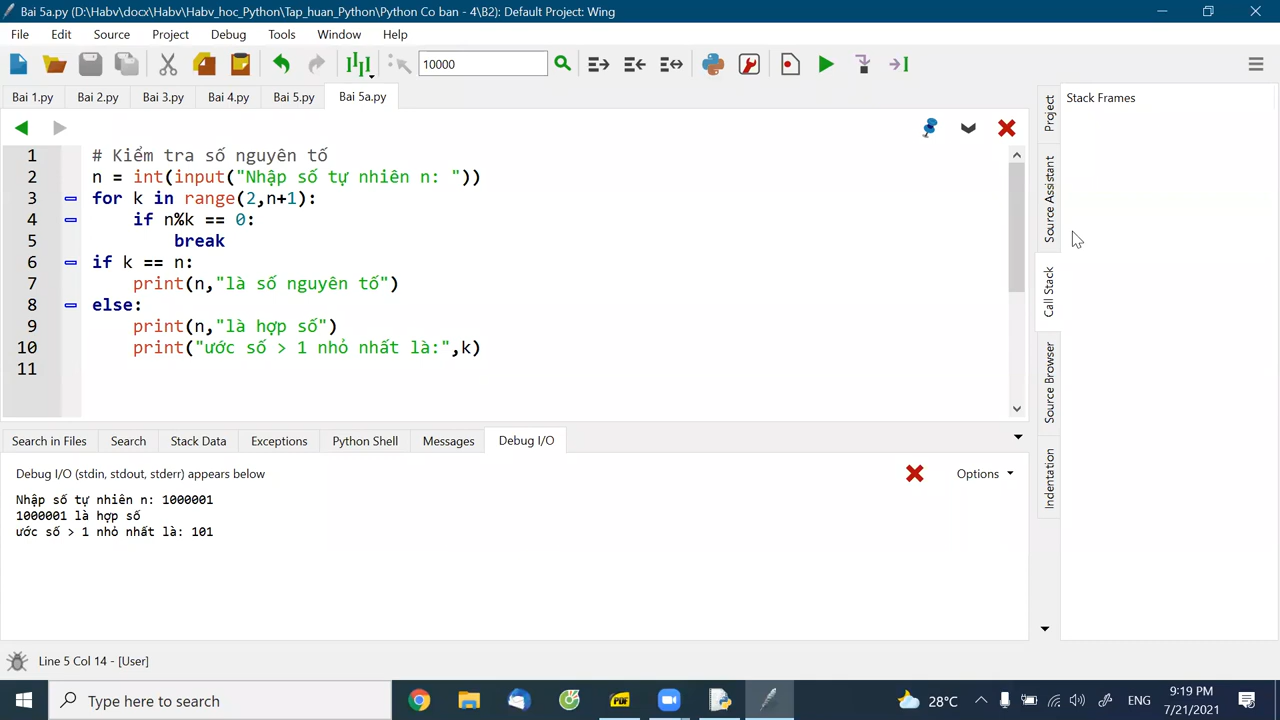 Bai 5a.py (D:\Habv\docx\Habv\Habv_hoc_Python\Tap_huan_Python\Python Co ban - 4\B2): Default Project: Wing
File Edit Source Project Debug Tools Window Help
10000
Bai 1.py Bai 2.py Bai 3.py Bai 4.py Bai 5.py Bai 5a.py
1 # Kiểm tra số nguyên tố
2 n = int(input("Nhập số tự nhiên n: "))
3 for k in range(2,n+1):
4     if n%k == 0:
5         break
6 if k == n:
7     print(n,"là số nguyên tố")
8 else:
9     print(n,"là hợp số")
10     print("ước số > 1 nhỏ nhất là:",k)
11
Search in Files Search Stack Data Exceptions Python Shell Messages Debug I/O
Debug I/O (stdin, stdout, stderr) appears below
Options
Nhập số tự nhiên n: 1000001
1000001 là hợp số
ước số > 1 nhỏ nhất là: 101
Project
Source Assistant
Call Stack
Source Browser
Indentation
Stack Frames
Line 5 Col 14 - [User]
Type here to search
PDF
28°C
ENG
9:19 PM
7/21/2021